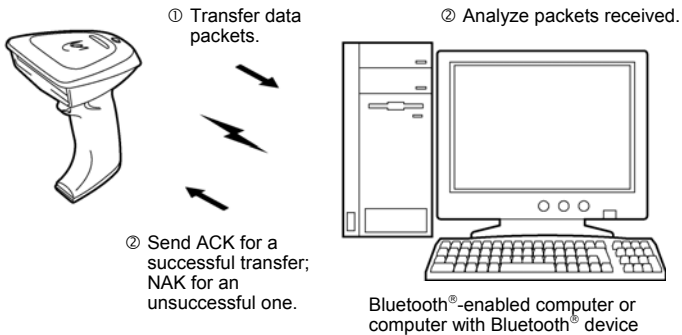 ① Transfer data
packets.
② Analyze packets received.
② Send ACK for a
successful transfer;
NAK for an
unsuccessful one.
Bluetooth®-enabled computer or
computer with Bluetooth® device